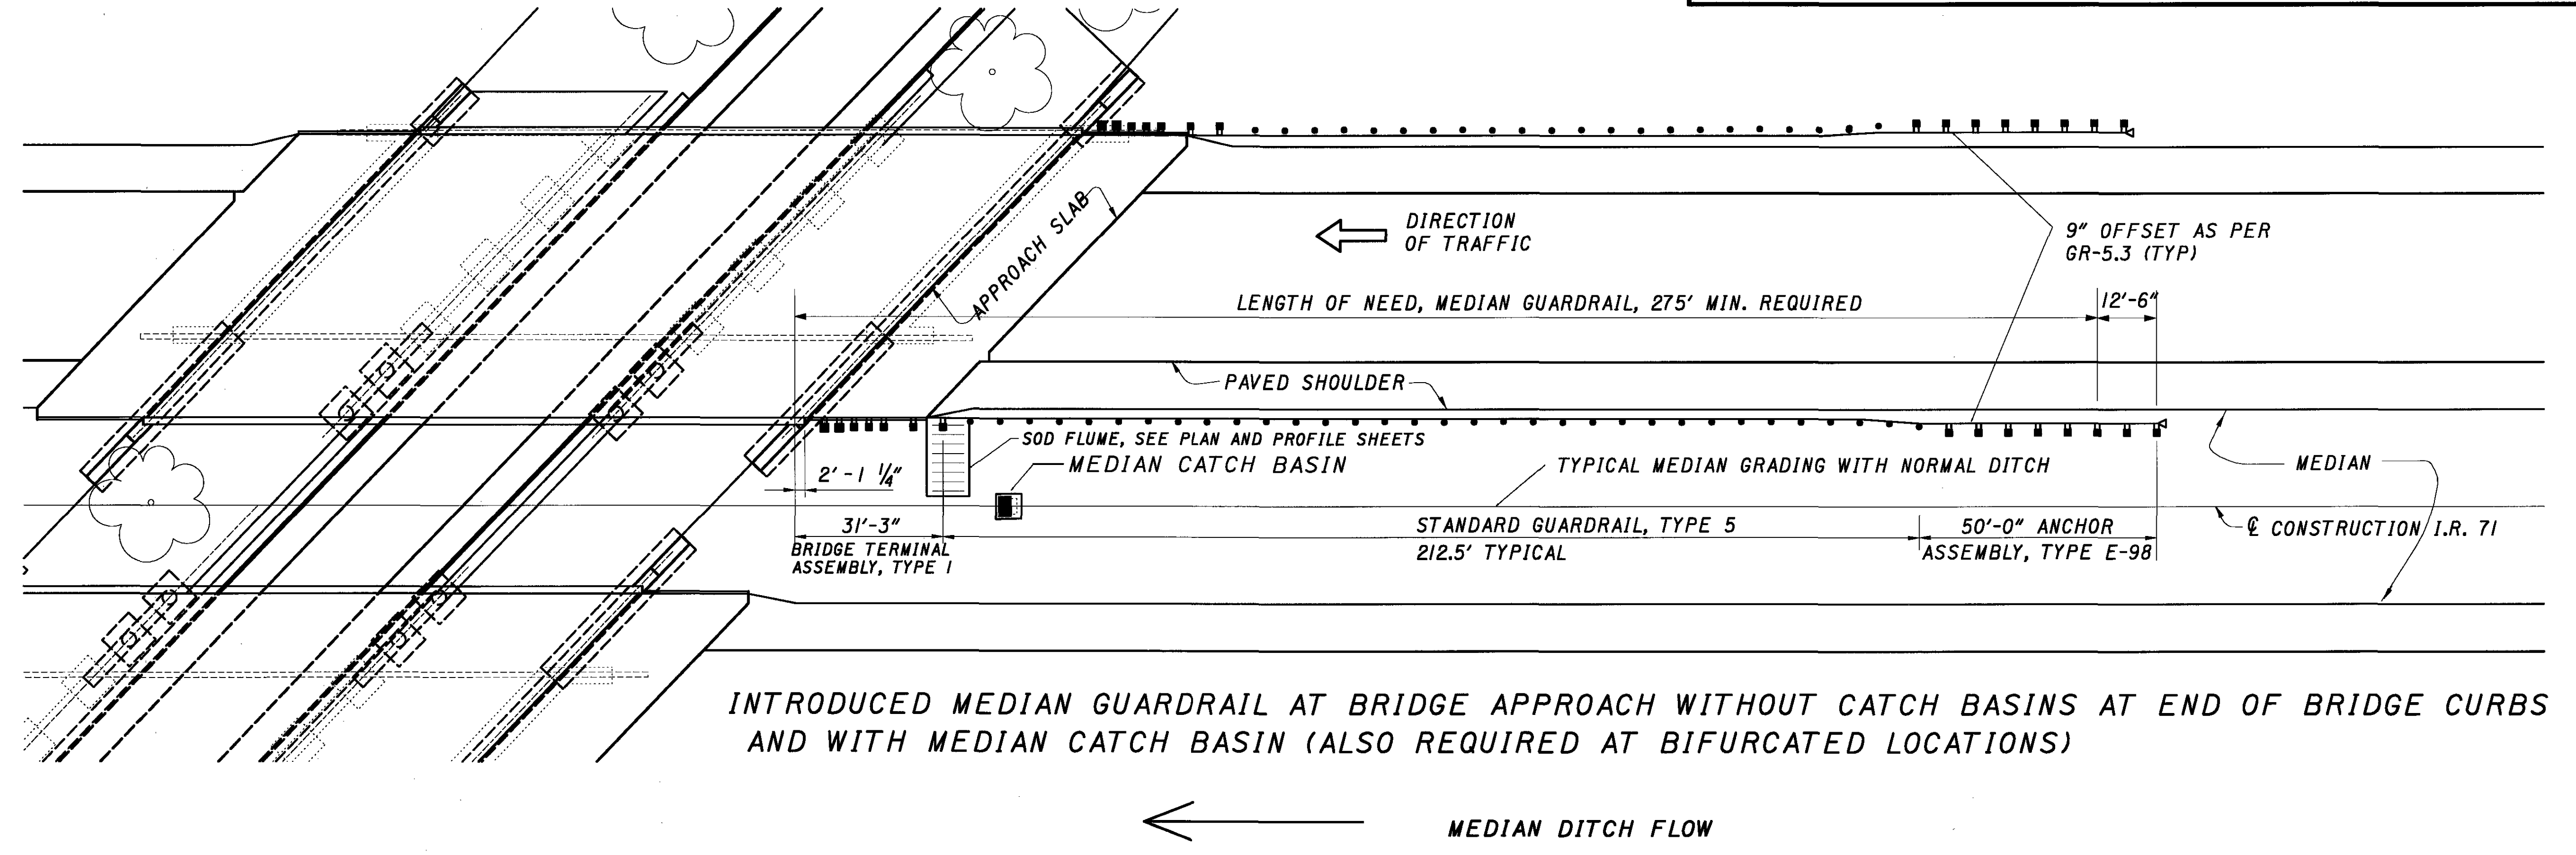 DIRECTION
OF TRAFFIC
9" OFFSET AS PER
GR-5.3 (TYP)
APPROACH SLAB
LENGTH OF NEED, MEDIAN GUARDRAIL, 275' MIN. REQUIRED
12'-6"
PAVED SHOULDER
SOD FLUME, SEE PLAN AND PROFILE SHEETS
MEDIAN CATCH BASIN
TYPICAL MEDIAN GRADING WITH NORMAL DITCH
MEDIAN
2'-1 1/4"
31'-3"
BRIDGE TERMINAL
ASSEMBLY, TYPE 1
STANDARD GUARDRAIL, TYPE 5
212.5' TYPICAL
50'-0" ANCHOR
ASSEMBLY, TYPE E-98
℄ CONSTRUCTION I.R. 71
INTRODUCED MEDIAN GUARDRAIL AT BRIDGE APPROACH WITHOUT CATCH BASINS AT END OF BRIDGE CURBS
AND WITH MEDIAN CATCH BASIN (ALSO REQUIRED AT BIFURCATED LOCATIONS)
MEDIAN DITCH FLOW